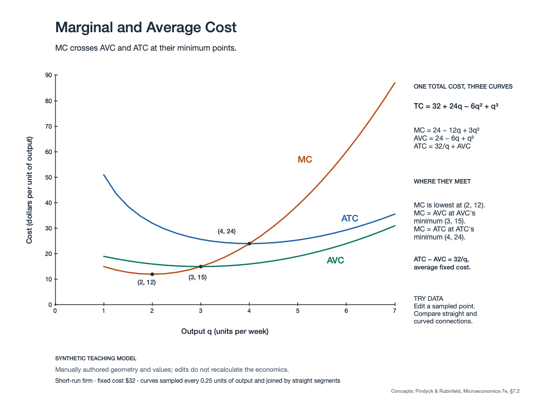 Marginal and Average Cost
MC crosses AVC and ATC at their minimum points.
Cost (dollars per unit of output)
90
80
70
60
50
40
30
20
10
0
0
1
2
3
4
5
6
7
Output q (units per week)
MC
ATC
AVC
(4, 24)
(3, 15)
(2, 12)
ONE TOTAL COST, THREE CURVES
TC = 32 + 24q − 6q² + q³
MC = 24 − 12q + 3q²
AVC = 24 − 6q + q²
ATC = 32/q + AVC
WHERE THEY MEET
MC is lowest at (2, 12).
MC = AVC at AVC's
minimum (3, 15).
MC = ATC at ATC's
minimum (4, 24).
ATC − AVC = 32/q,
average fixed cost.
TRY DATA
Edit a sampled point.
Compare straight and
curved connections.
SYNTHETIC TEACHING MODEL
Manually authored geometry and values; edits do not recalculate the economics.
Short-run firm · fixed cost $32 · curves sampled every 0.25 units of output and joined by straight segments
Concepts: Pindyck & Rubinfeld, Microeconomics 7e, §7.2